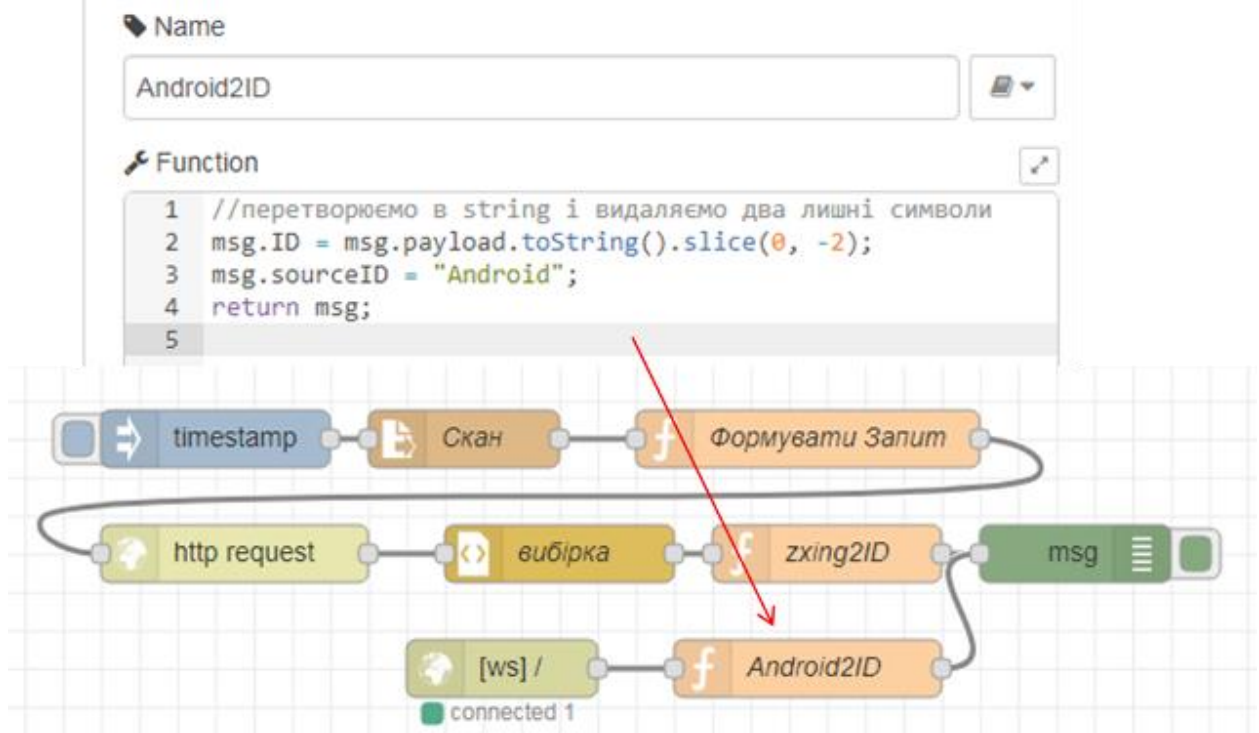 Name
Android2ID
Function
1 //перетворюємо в string і видаляємо два лишні символи
2 msg.ID = msg.payload.toString().slice(0, -2);
3 msg.sourceID = "Android";
4 return msg;
5
timestamp Скан Формувати Запит
http request вибірка zxing2ID msg
[ws] / Android2ID
connected 1